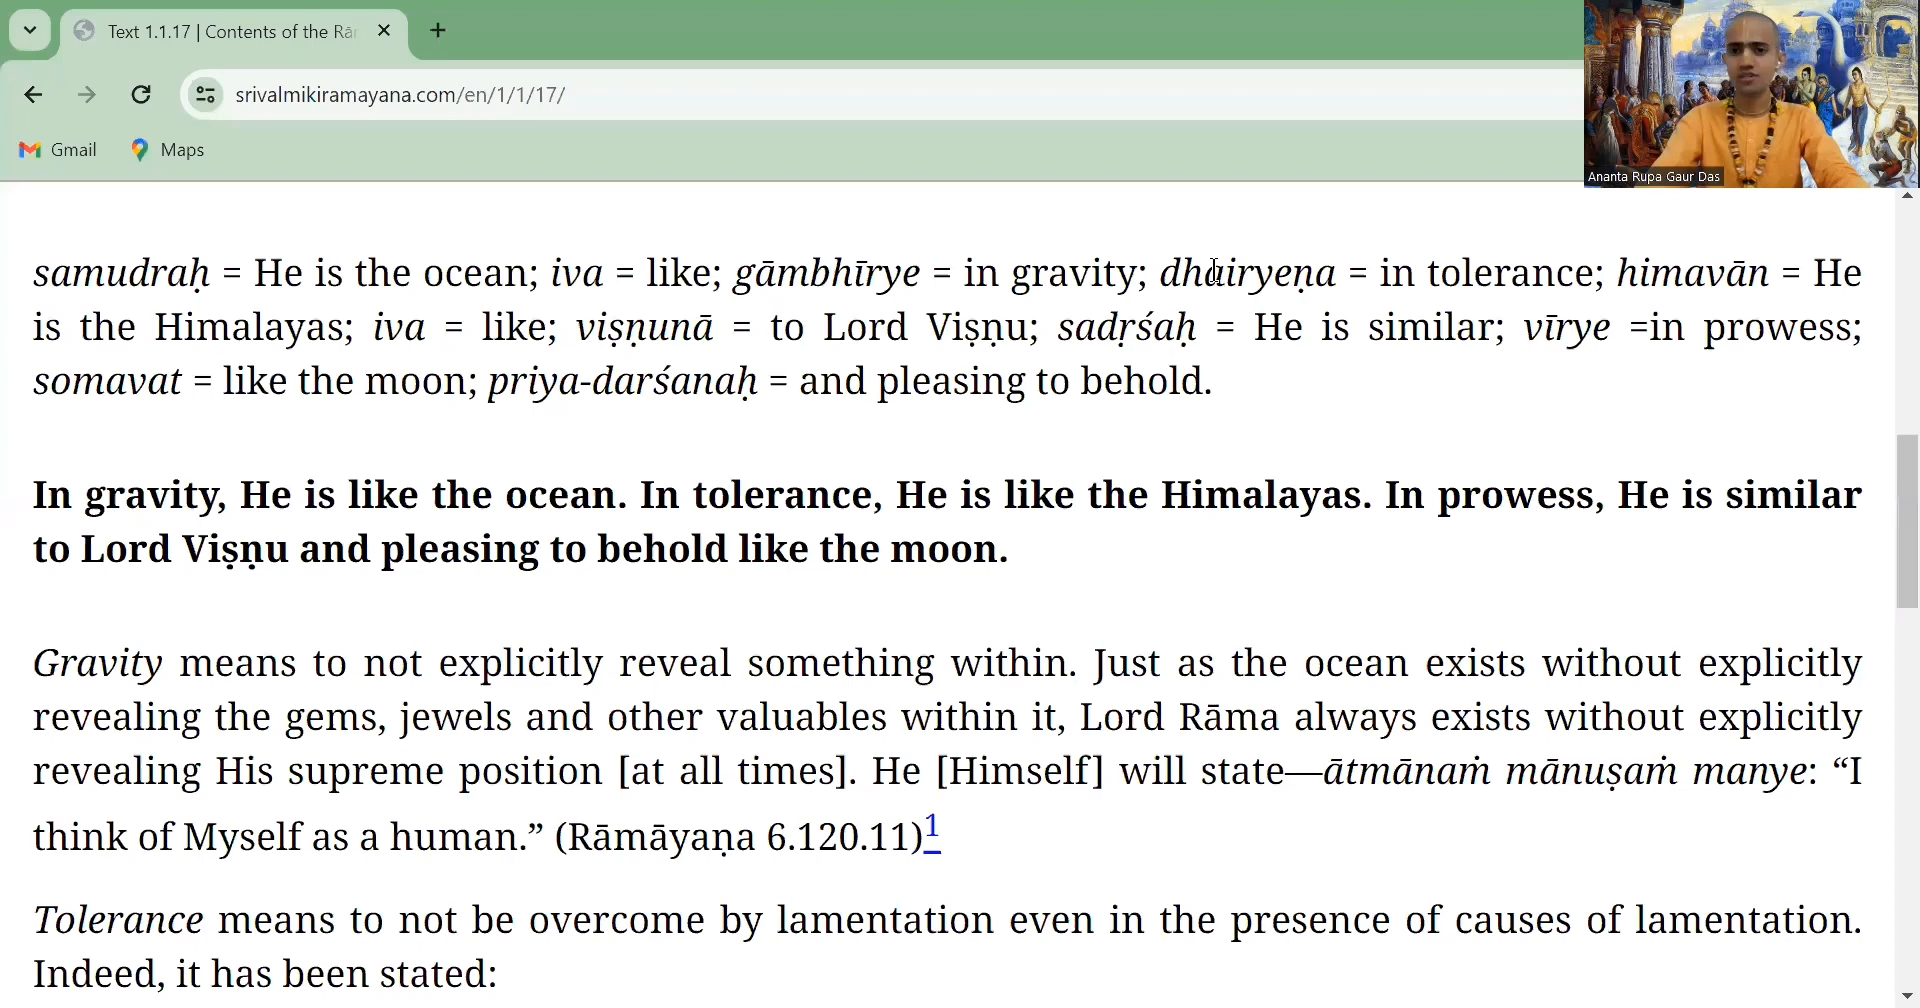 Text 1.1.17 | Contents of the Rā
srivalmikiramayana.com/en/1/1/17/
Gmail
Maps
Ananta Rupa Gaur Das
samudraḥ = He is the ocean; iva = like; gāmbhīrye = in gravity; dhairyeṇa = in tolerance; himavān = He
is the Himalayas; iva = like; viṣṇunā = to Lord Viṣṇu; sadṛśaḥ = He is similar; vīrye =in prowess;
somavat = like the moon; priya-darśanaḥ = and pleasing to behold.
In gravity, He is like the ocean. In tolerance, He is like the Himalayas. In prowess, He is similar
to Lord Viṣṇu and pleasing to behold like the moon.
Gravity means to not explicitly reveal something within. Just as the ocean exists without explicitly
revealing the gems, jewels and other valuables within it, Lord Rāma always exists without explicitly
revealing His supreme position [at all times]. He [Himself] will state—ātmānaṁ mānuṣaṁ manye: “I
think of Myself as a human.” (Rāmāyaṇa 6.120.11)1
Tolerance means to not be overcome by lamentation even in the presence of causes of lamentation.
Indeed, it has been stated: